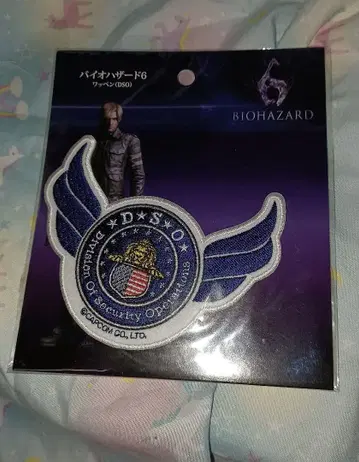 バイオハザード6
ワッペン(DSO)
6
BIOHAZARD
D★S★O
Division Of Security Operations
©CAPCOM CO., LTD.